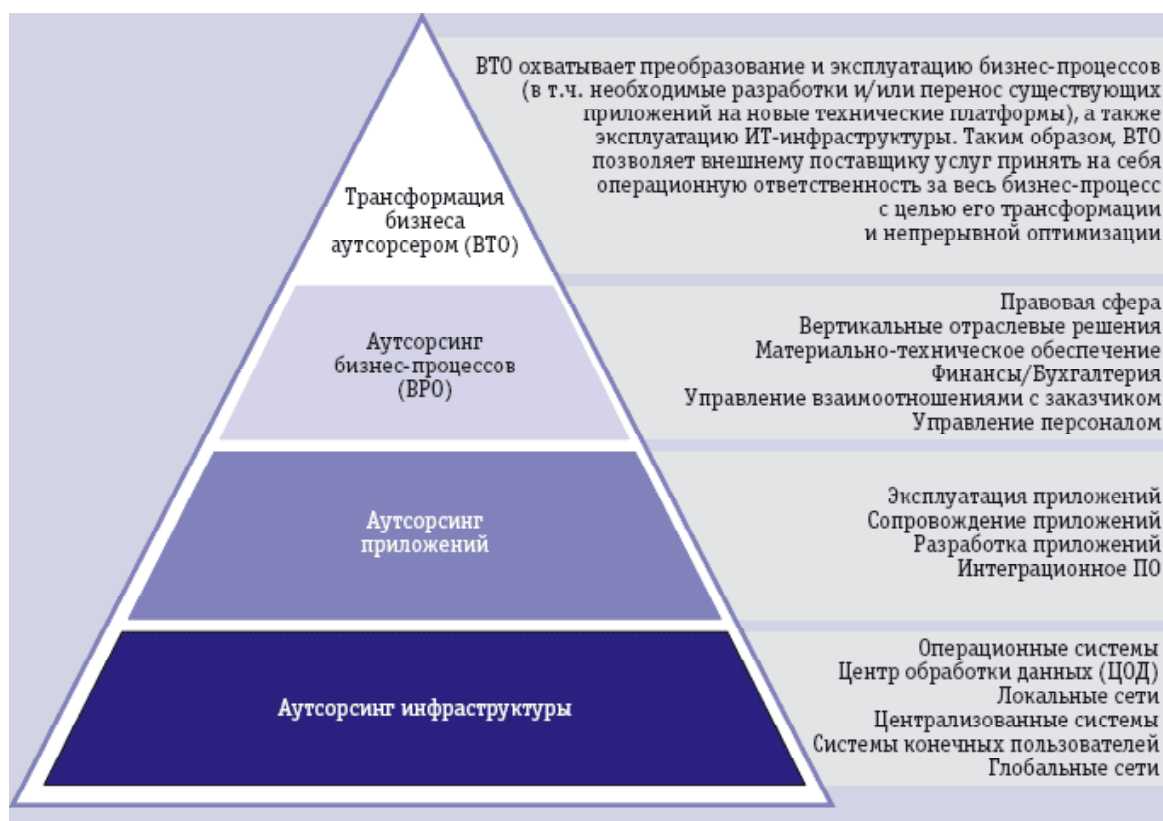 ВТО охватывает преобразование и эксплуатацию бизнес-процессов
(в т.ч. необходимые разработки и/или перенос существующих
приложений на новые технические платформы), а также
эксплуатацию ИТ-инфраструктуры. Таким образом, ВТО
позволяет внешнему поставщику услуг принять на себя
операционную ответственность за весь бизнес-процесс
с целью его трансформации
и непрерывной оптимизации
Трансформация
бизнеса
аутсорсером (ВТО)
Правовая сфера
Вертикальные отраслевые решения
Материально-техническое обеспечение
Финансы/Бухгалтерия
Управление взаимоотношениями с заказчиком
Управление персоналом
Аутсорсинг
бизнес-процессов
(ВРО)
Эксплуатация приложений
Сопровождение приложений
Разработка приложений
Интеграционное ПО
Аутсорсинг
приложений
Операционные системы
Центр обработки данных (ЦОД)
Локальные сети
Централизованные системы
Системы конечных пользователей
Глобальные сети
Аутсорсинг инфраструктуры